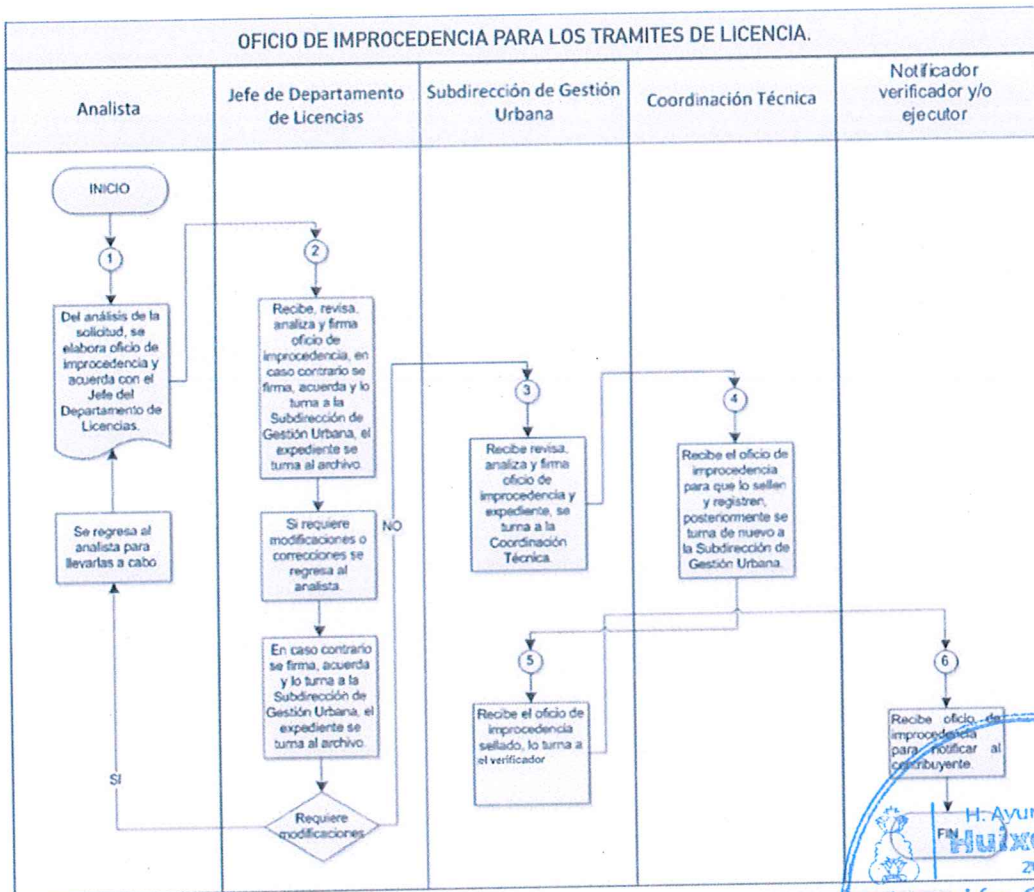 OFICIO DE IMPROCEDENCIA PARA LOS TRAMITES DE LICENCIA.
Analista
Jefe de Departamento
de Licencias
Subdirección de Gestión
Urbana
Coordinación Técnica
Notificador
verificador y/o
ejecutor
INICIO
1
Del análisis de la
solicitud, se
elabora oficio de
improcedencia y
acuerda con el
Jefe del
Departamento de
Licencias.
Se regresa al
analista para
llevarlas a cabo
SI
2
Recibe, revisa,
analiza y firma
oficio de
improcedencia, en
caso contrario se
firma, acuerda y lo
turna a la
Subdirección de
Gestión Urbana, el
expediente se
turna al archivo.
Si requiere
modificaciones o
correcciones se
regresa al
analista.
En caso contrario
se firma, acuerda
y lo turna a la
Subdirección de
Gestión Urbana, el
expediente se
turna al archivo.
Requiere
modificaciones
NO
3
Recibe revisa,
analiza y firma
oficio de
improcedencia y
expediente, se
turna a la
Coordinación
Técnica.
4
Recibe el oficio de
improcedencia
para que lo sellen
y registren,
posteriormente se
turna de nuevo a
la Subdirección de
Gestión Urbana.
5
Recibe el oficio de
improcedencia
sellado, lo turna a
el verificador
6
Recibe oficio de
improcedencia
para notificar al
contribuyente.
FIN
H. Ayun
Huixq